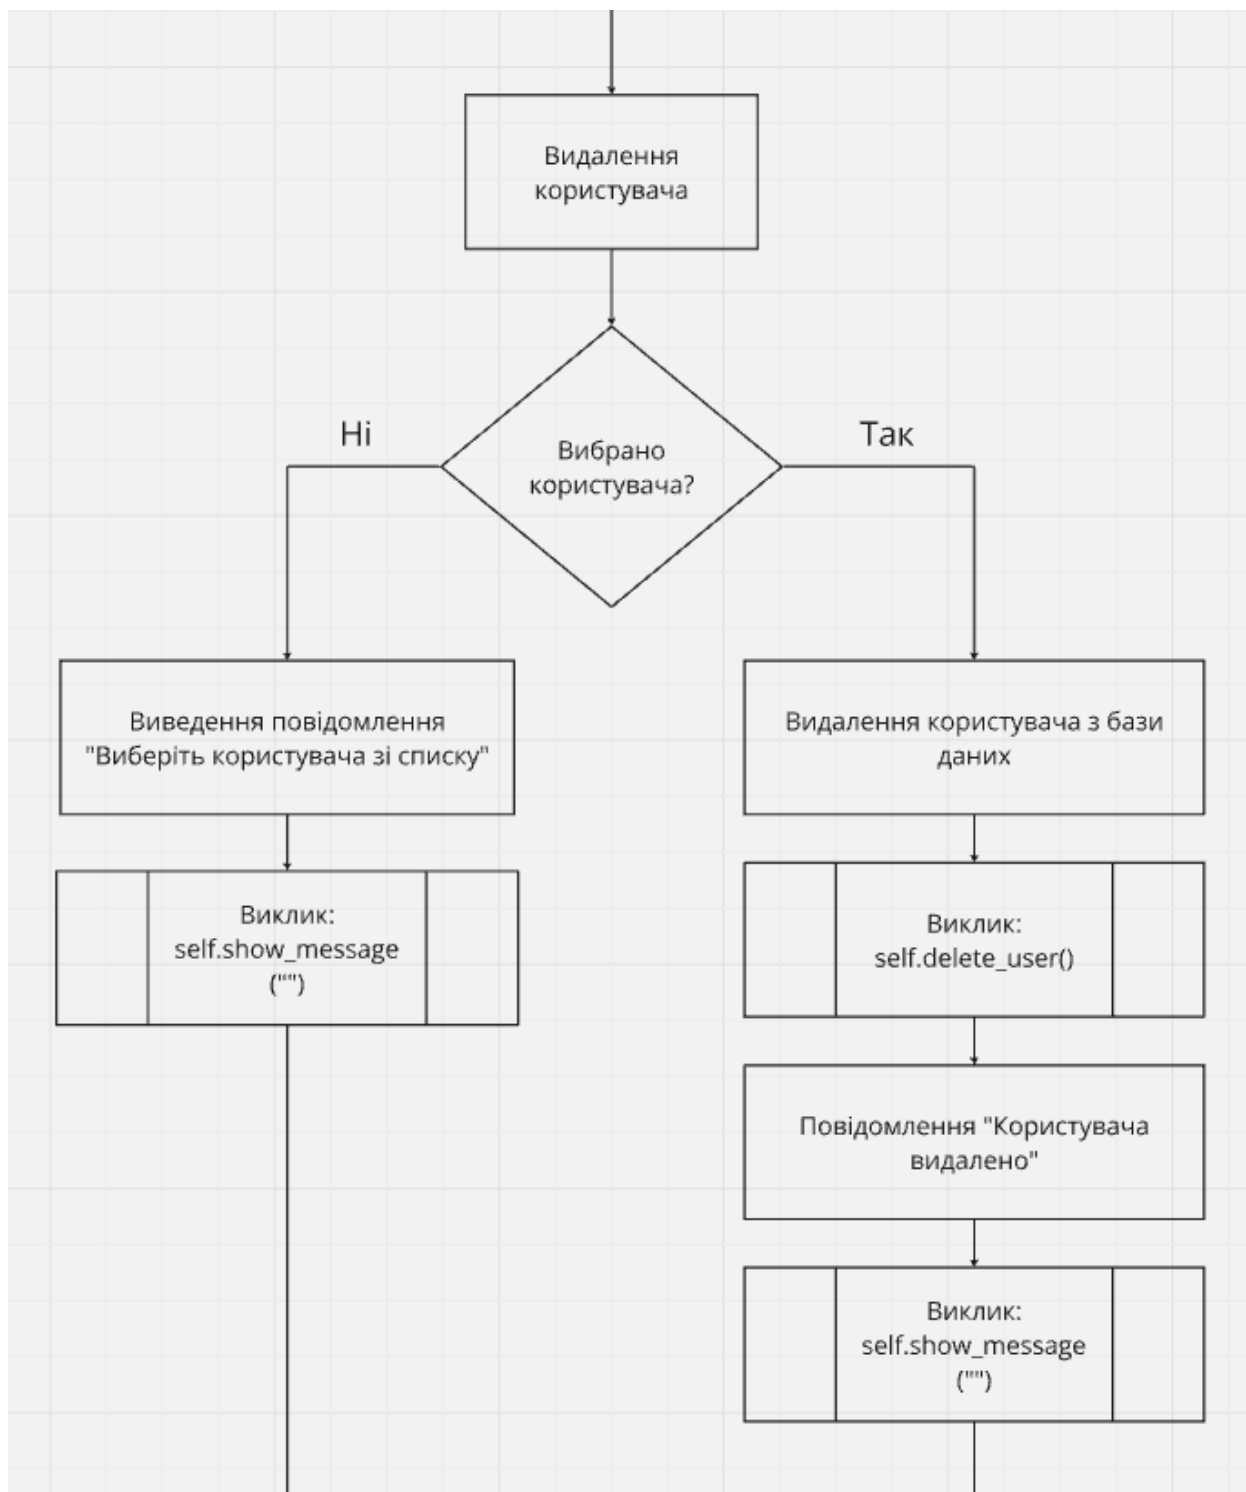 Видалення
користувача
Ні
Так
Вибрано
користувача?
Виведення повідомлення
"Виберіть користувача зі списку"
Видалення користувача з бази
даних
Виклик:
self.show_message
("")
Виклик:
self.delete_user()
Повідомлення "Користувача
видалено"
Виклик:
self.show_message
("")